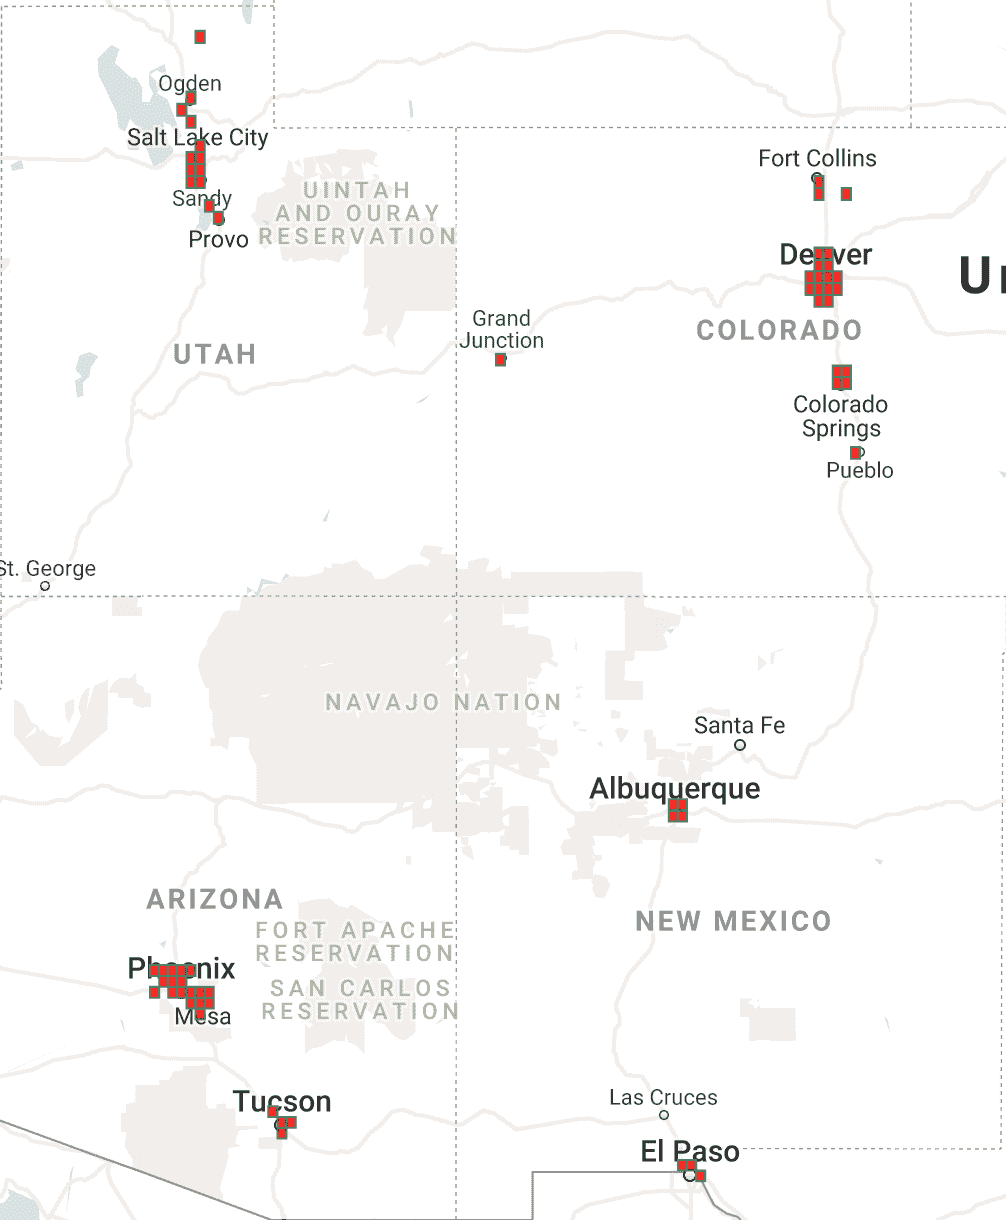 Ogden
Salt Lake City
Fort Collins
UINTAH
AND OURAY
RESERVATION
Sandy
Provo
Denver
Grand
Junction
COLORADO
UTAH
Colorado
Springs
Pueblo
St. George
NAVAJO NATION
Santa Fe
Albuquerque
ARIZONA
NEW MEXICO
FORT APACHE
RESERVATION
Phoenix
SAN CARLOS
RESERVATION
Mesa
Tucson
Las Cruces
El Paso